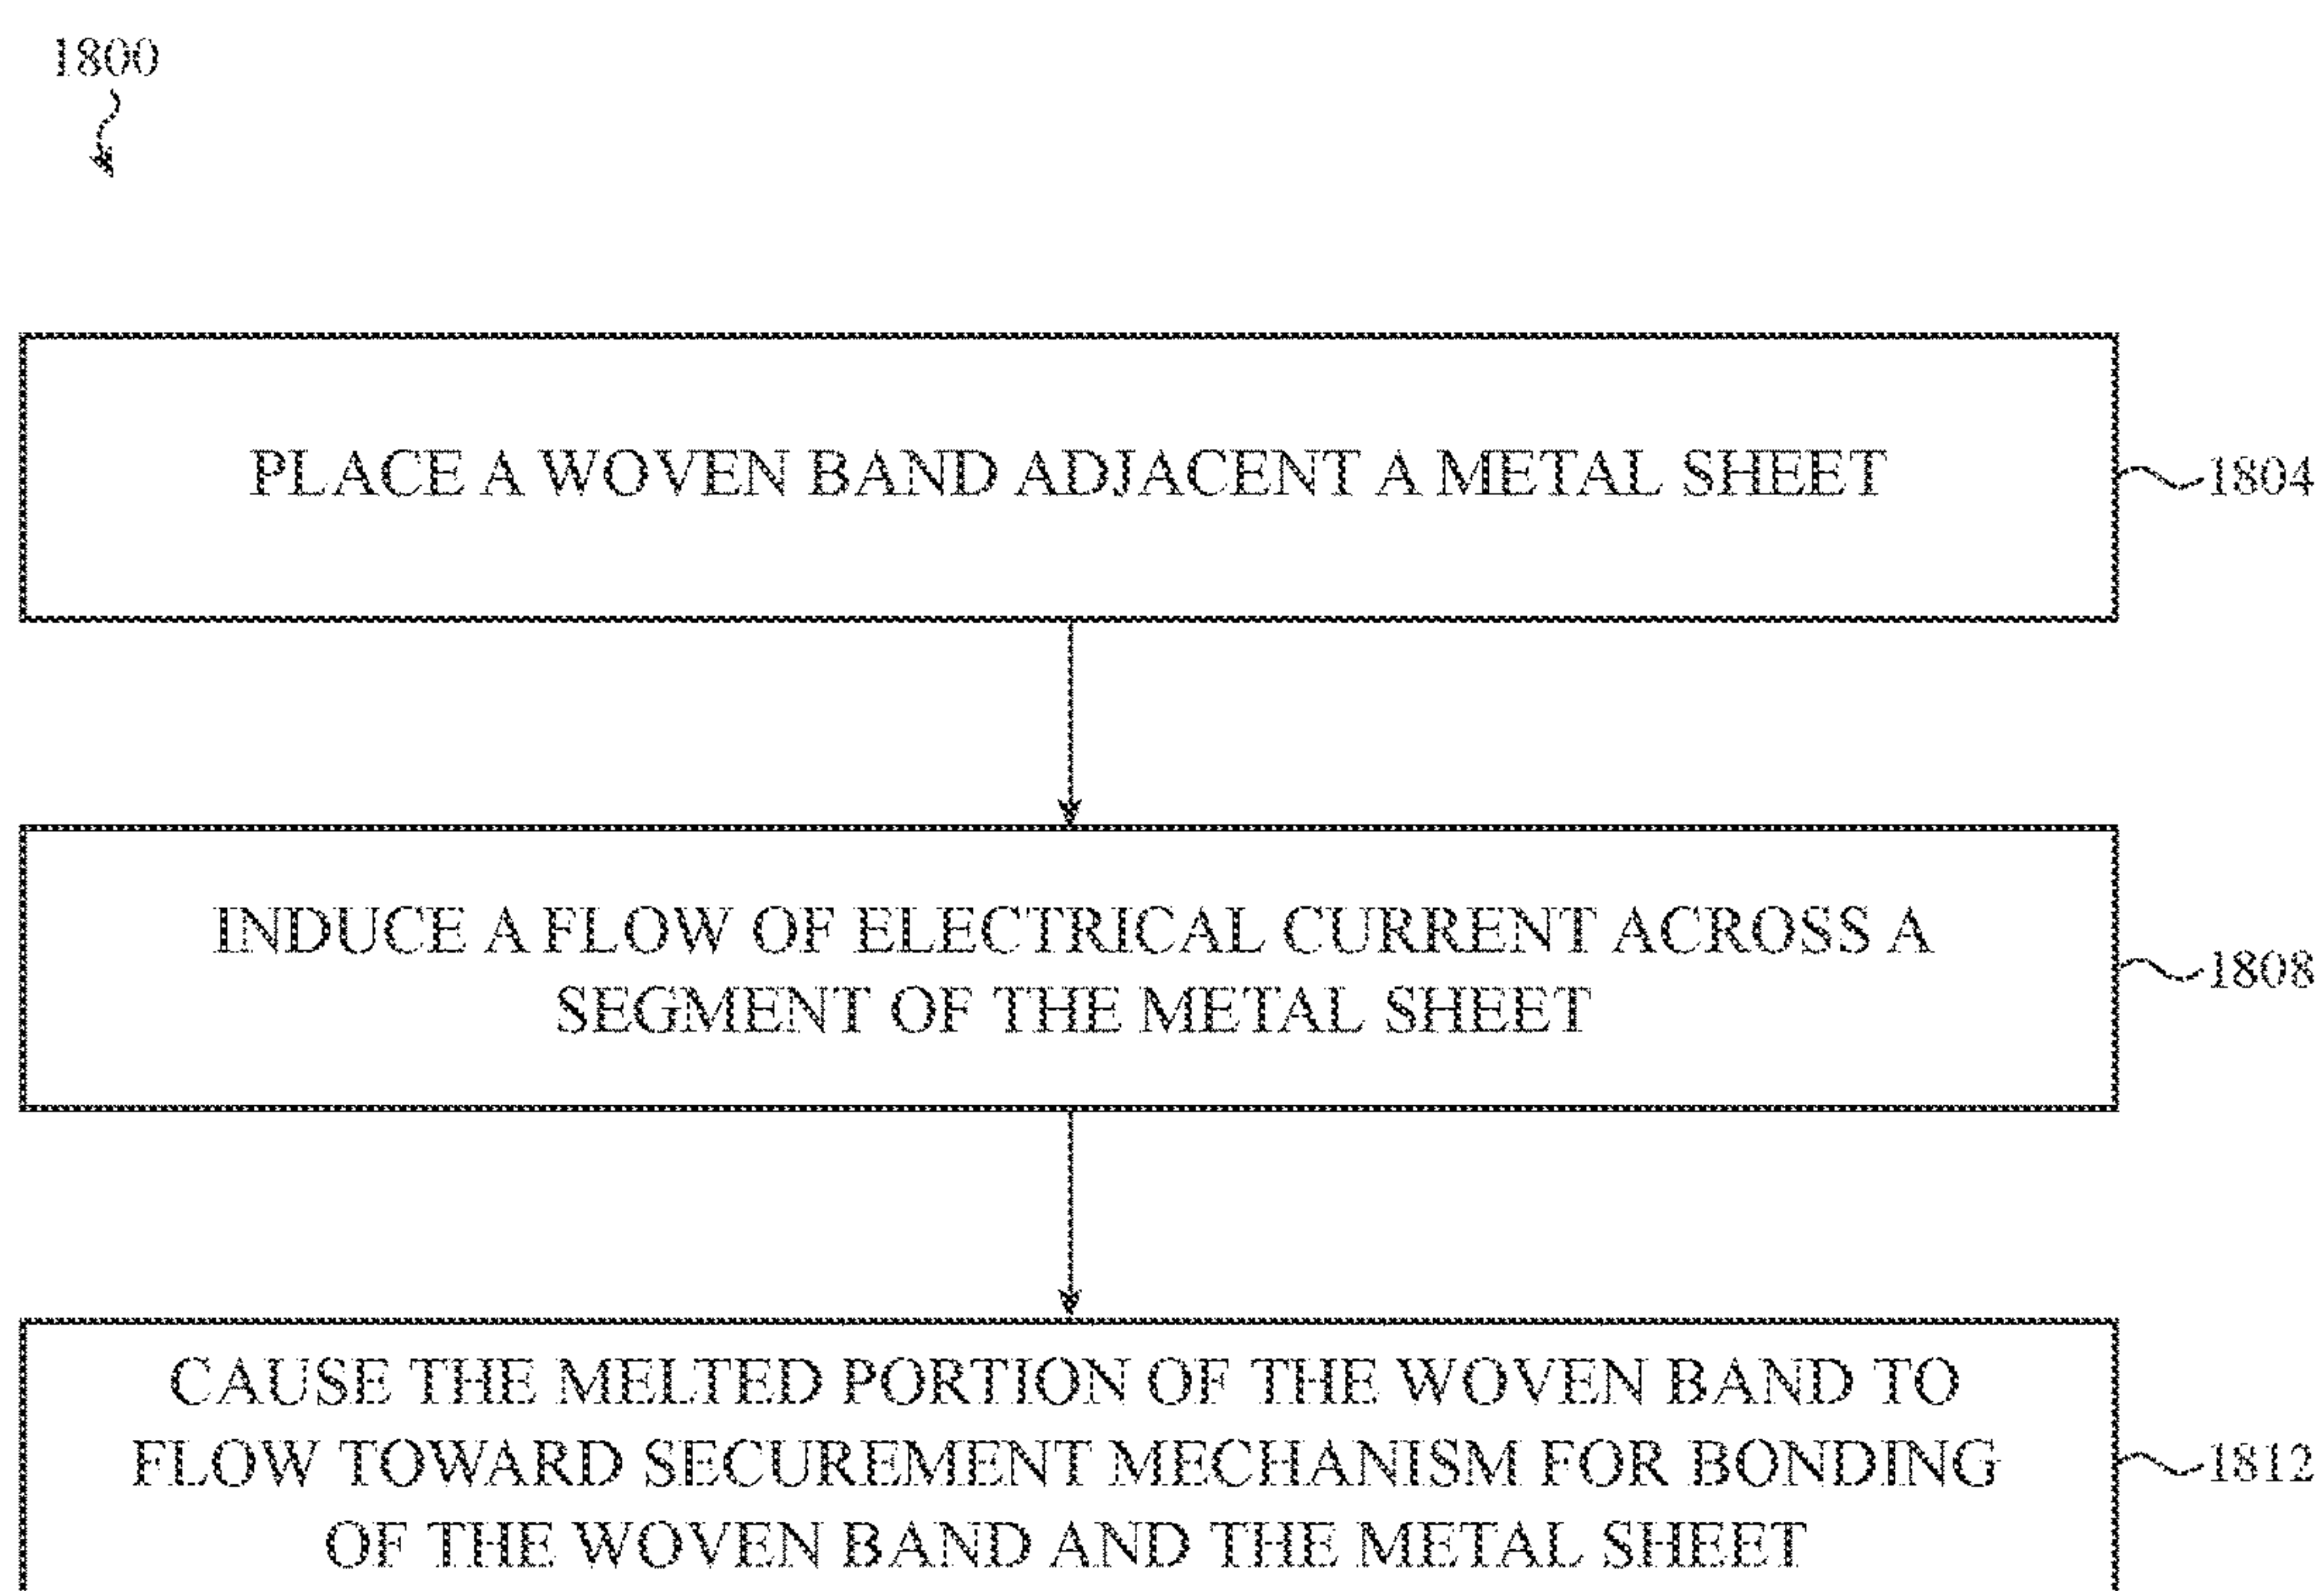 1800
PLACE A WOVEN BAND ADJACENT A METAL SHEET
1804
INDUCE A FLOW OF ELECTRICAL CURRENT ACROSS A
SEGMENT OF THE METAL SHEET
1808
CAUSE THE MELTED PORTION OF THE WOVEN BAND TO
FLOW TOWARD SECUREMENT MECHANISM FOR BONDING
OF THE WOVEN BAND AND THE METAL SHEET
1812